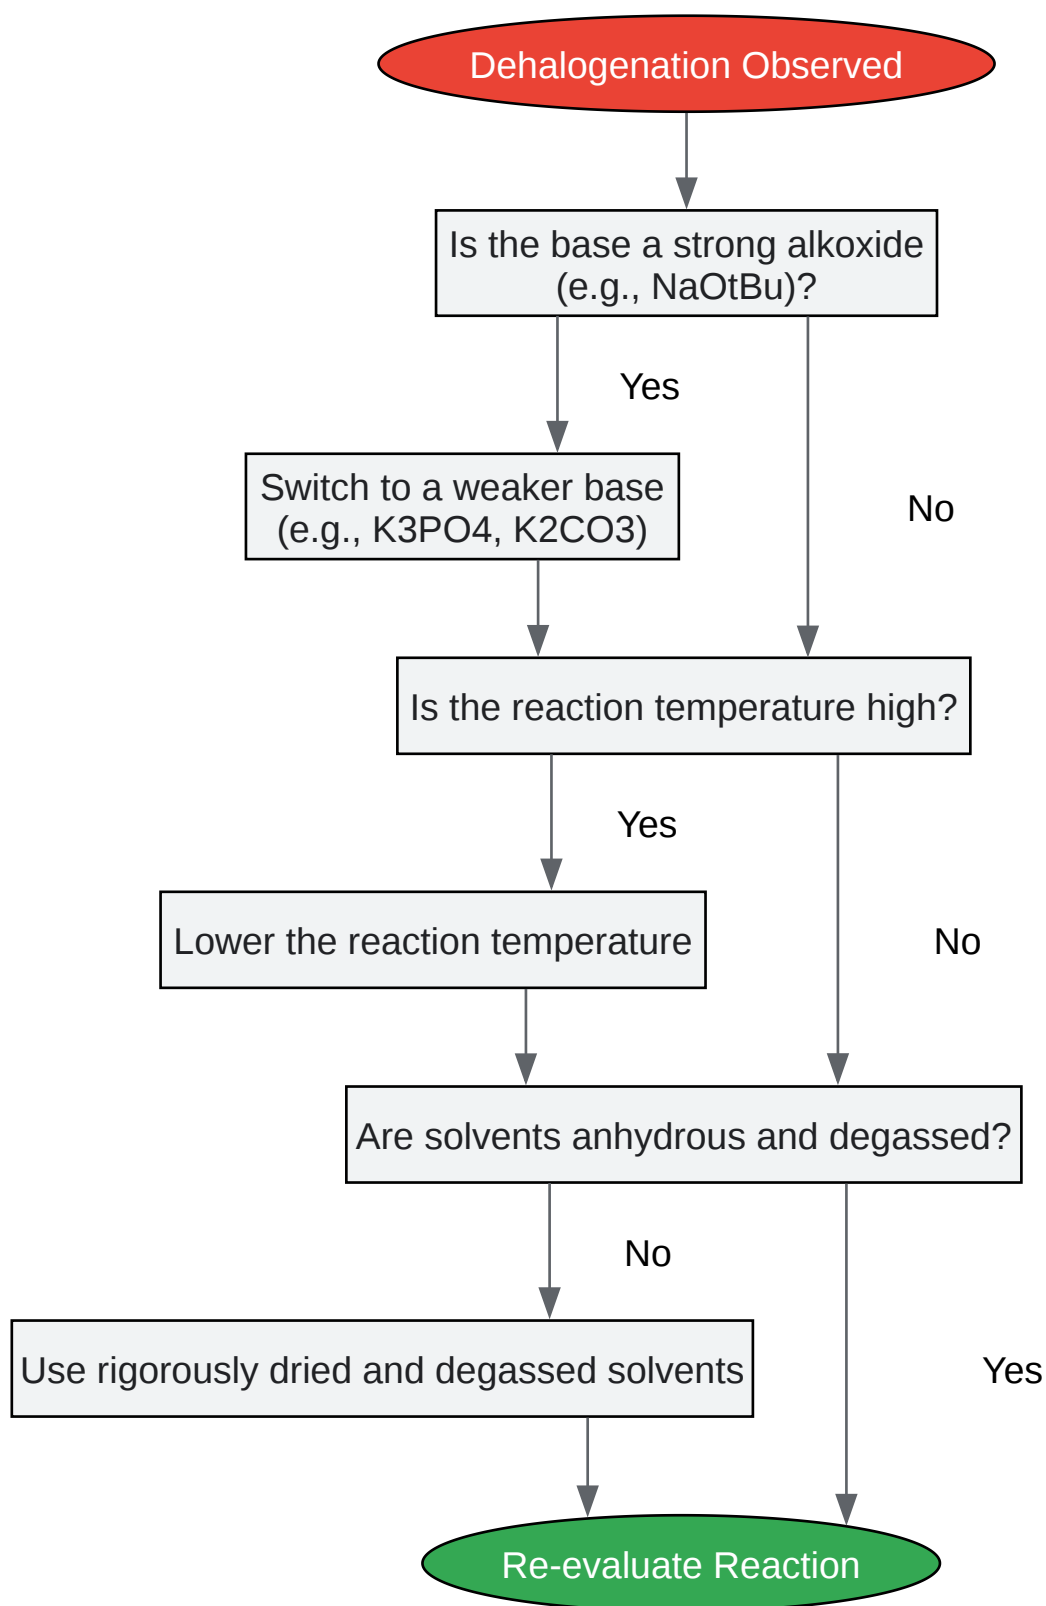 Dehalogenation Observed
Is the base a strong alkoxide
(e.g., NaOtBu)?
Yes
Switch to a weaker base
(e.g., K3PO4, K2CO3)
No
Is the reaction temperature high?
Yes
Lower the reaction temperature
No
Are solvents anhydrous and degassed?
No
Use rigorously dried and degassed solvents
Yes
Re-evaluate Reaction